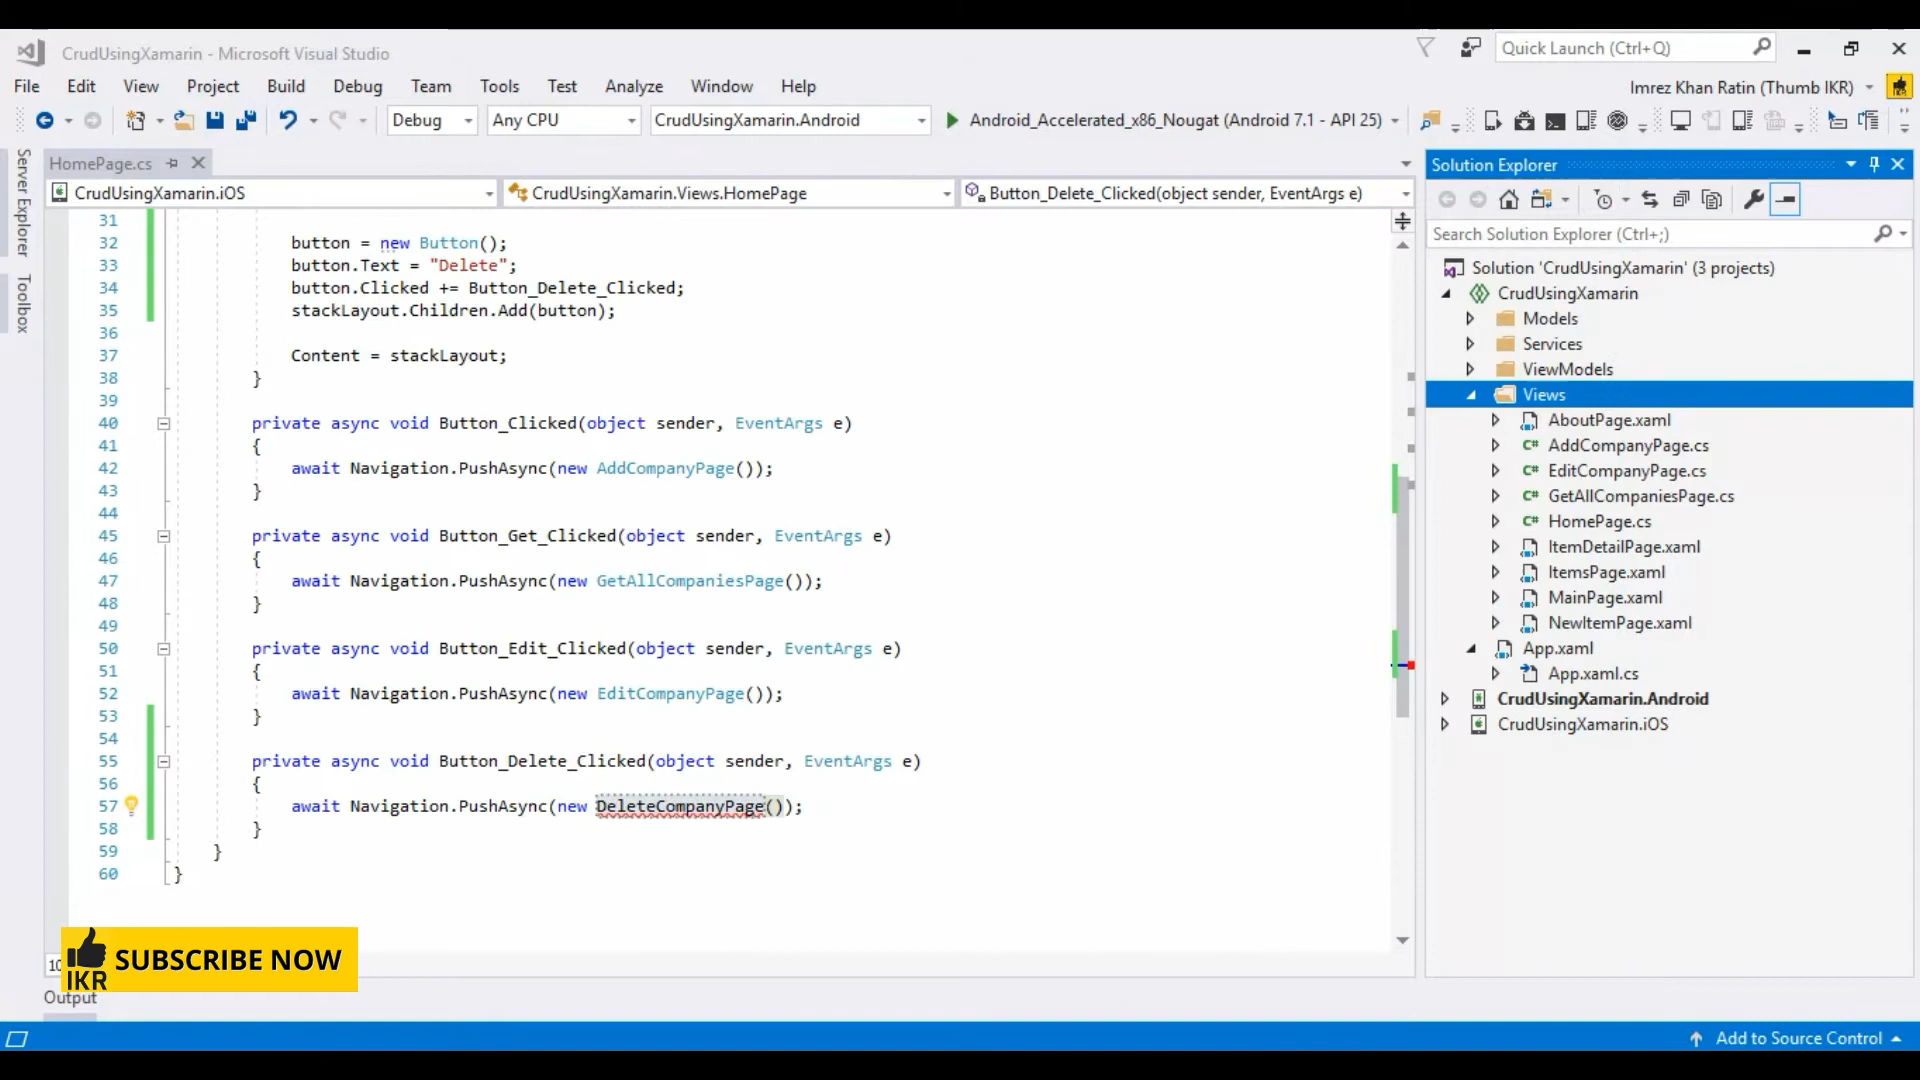 CrudUsingXamarin - Microsoft Visual Studio
Quick Launch (Ctrl+Q)
File Edit View Project Build Debug Team Tools Test Analyze Window Help
Imrez Khan Ratin (Thumb IKR)
Debug Any CPU CrudUsingXamarin.Android Android_Accelerated_x86_Nougat (Android 7.1 - API 25)
Server Explorer
Toolbox
HomePage.cs
CrudUsingXamarin.iOS CrudUsingXamarin.Views.HomePage Button_Delete_Clicked(object sender, EventArgs e)
31
32 button = new Button();
33 button.Text = "Delete";
34 button.Clicked += Button_Delete_Clicked;
35 stackLayout.Children.Add(button);
36
37 Content = stackLayout;
38 }
39
40 private async void Button_Clicked(object sender, EventArgs e)
41 {
42 await Navigation.PushAsync(new AddCompanyPage());
43 }
44
45 private async void Button_Get_Clicked(object sender, EventArgs e)
46 {
47 await Navigation.PushAsync(new GetAllCompaniesPage());
48 }
49
50 private async void Button_Edit_Clicked(object sender, EventArgs e)
51 {
52 await Navigation.PushAsync(new EditCompanyPage());
53 }
54
55 private async void Button_Delete_Clicked(object sender, EventArgs e)
56 {
57 await Navigation.PushAsync(new DeleteCompanyPage());
58 }
59 }
60 }
10
IKR SUBSCRIBE NOW
Output
Solution Explorer
Search Solution Explorer (Ctrl+;)
Solution 'CrudUsingXamarin' (3 projects)
CrudUsingXamarin
Models
Services
ViewModels
Views
AboutPage.xaml
C# AddCompanyPage.cs
C# EditCompanyPage.cs
C# GetAllCompaniesPage.cs
C# HomePage.cs
ItemDetailPage.xaml
ItemsPage.xaml
MainPage.xaml
NewItemPage.xaml
App.xaml
App.xaml.cs
CrudUsingXamarin.Android
CrudUsingXamarin.iOS
Add to Source Control